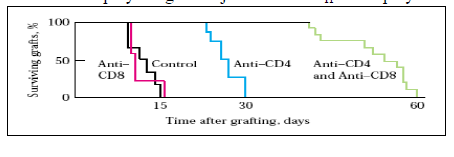 100
50
0
Surviving grafts, %
Anti–
CD8
Control
Anti–CD4
Anti–CD4
and Anti–CD8
15
30
60
Time after grafting, days